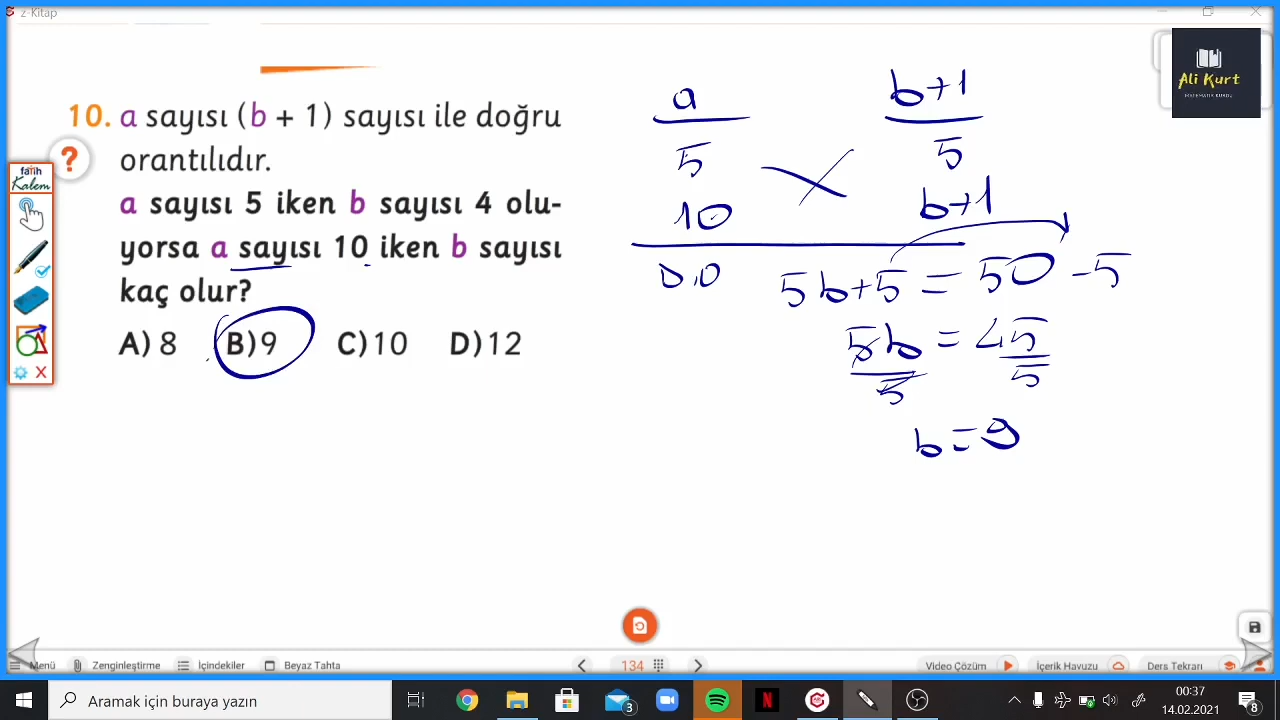 z-Kitap
Ali Kurt
10. a sayısı (b + 1) sayısı ile doğru
orantılıdır.
a sayısı 5 iken b sayısı 4 olu-
yorsa a sayısı 10 iken b sayısı
kaç olur?
A) 8 B) 9 C) 10 D) 12
?
fatih
Kalem
a b+1
5 5
10 b+1
D.O 5b+5 = 50 -5
5b = 45
5 5
b = 9
Menü Zenginleştirme İçindekiler Beyaz Tahta 134 Video Çözüm İçerik Havuzu Ders Tekrarı
Aramak için buraya yazın
3
N
00:37
14.02.2021
8